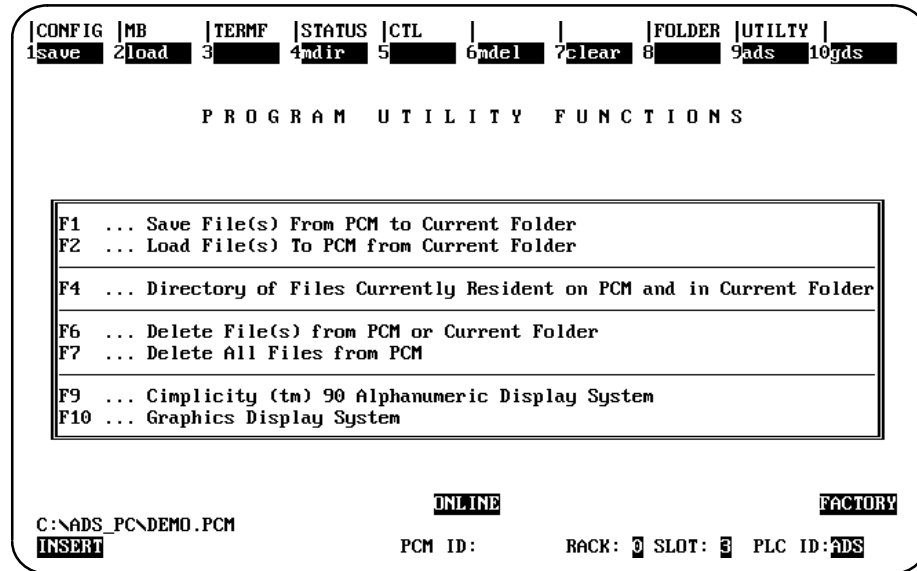 |CONFIG |MB |TERMF |STATUS |CTL | | |FOLDER |UTILTY |
1save 2load 3 4mdir 5 6mdel 7clear 8 9ads 10gds
P R O G R A M U T I L I T Y F U N C T I O N S
F1 ... Save File(s) From PCM to Current Folder
F2 ... Load File(s) To PCM from Current Folder
F4 ... Directory of Files Currently Resident on PCM and in Current Folder
F6 ... Delete File(s) from PCM or Current Folder
F7 ... Delete All Files from PCM
F9 ... Cimplicity (tm) 90 Alphanumeric Display System
F10 ... Graphics Display System
ONLINE FACTORY
C:\ADS_PC\DEMO.PCM
INSERT PCM ID: RACK: 0 SLOT: 3 PLC ID:ADS